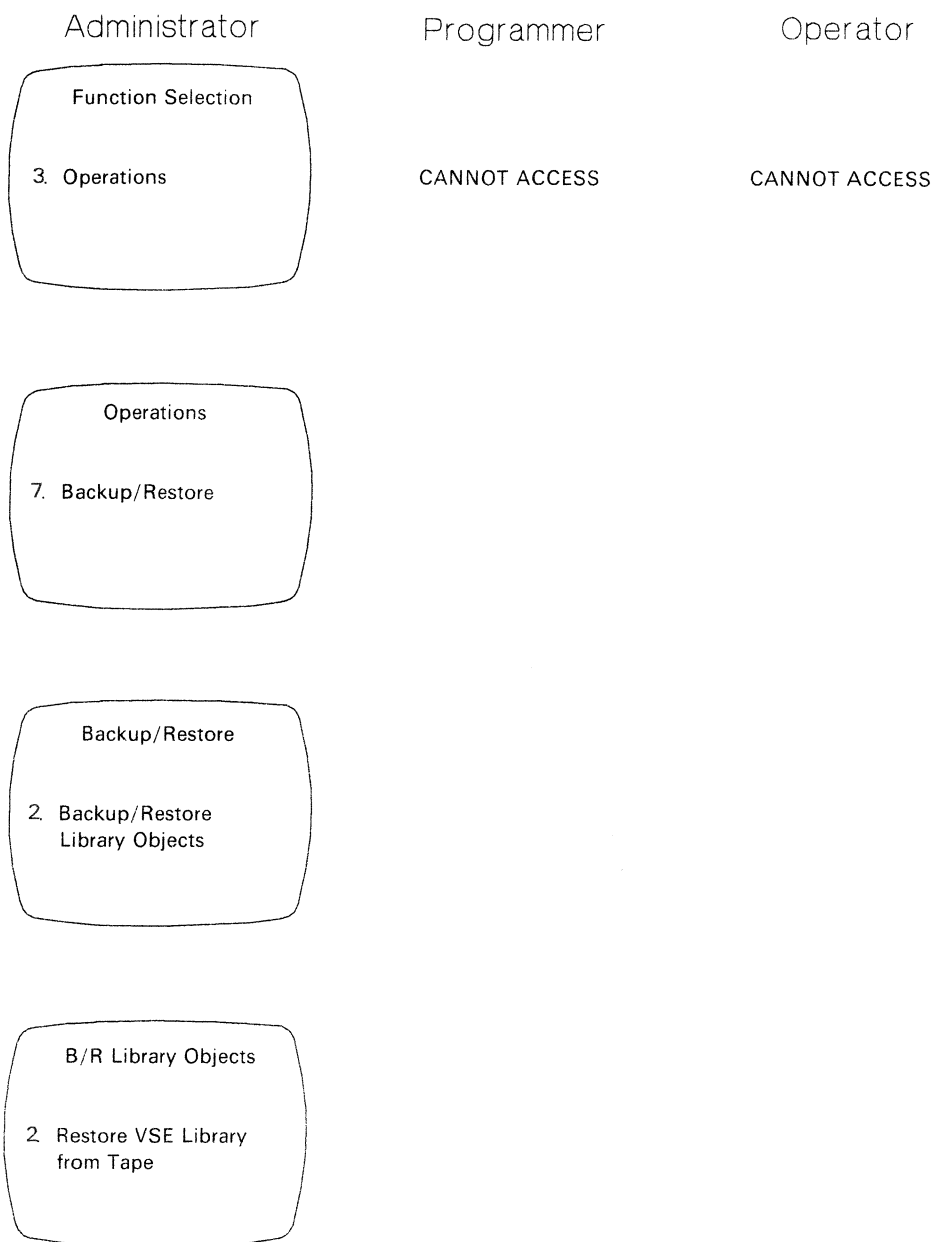 Administrator Programmer Operator
Function Selection
3. Operations CANNOT ACCESS CANNOT ACCESS
Operations
7. Backup/Restore
Backup/Restore
2. Backup/Restore
Library Objects
B/R Library Objects
2 Restore VSE Library
from Tape